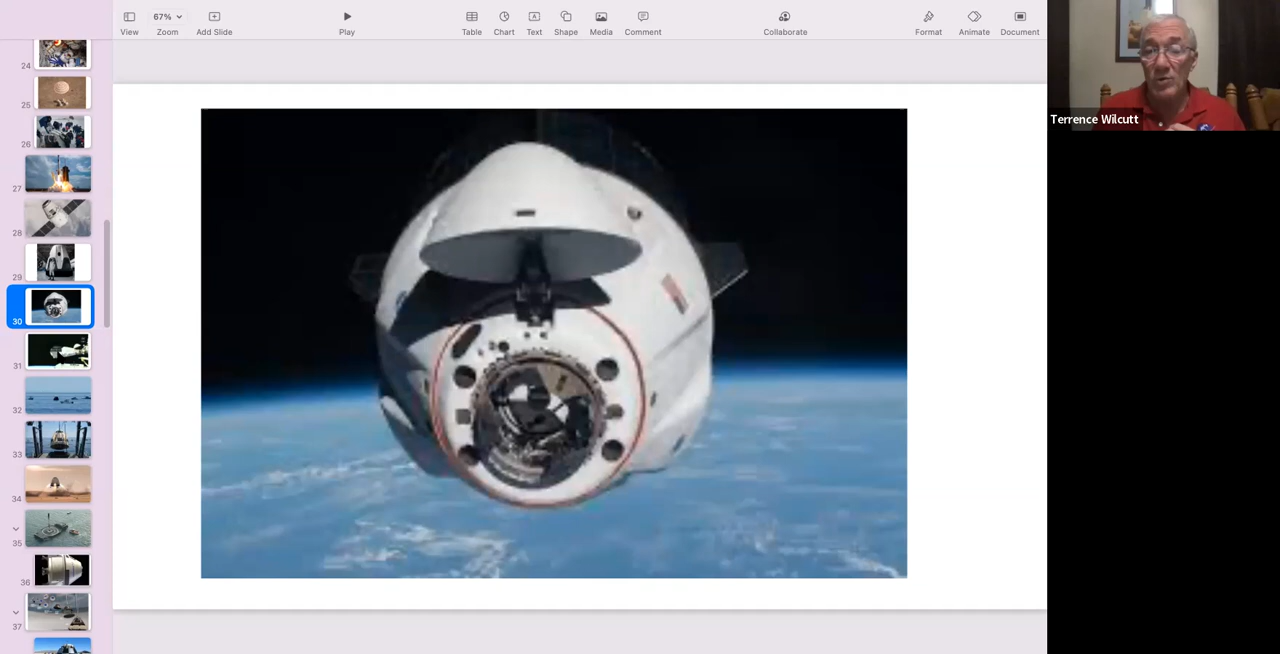 View
67%
Zoom
Add Slide
Play
Table
Chart
Text
Shape
Media
Comment
Collaborate
Format
Animate
Document
24
25
26
27
28
29
30
31
32
33
34
35
36
37
Terrence Wilcutt